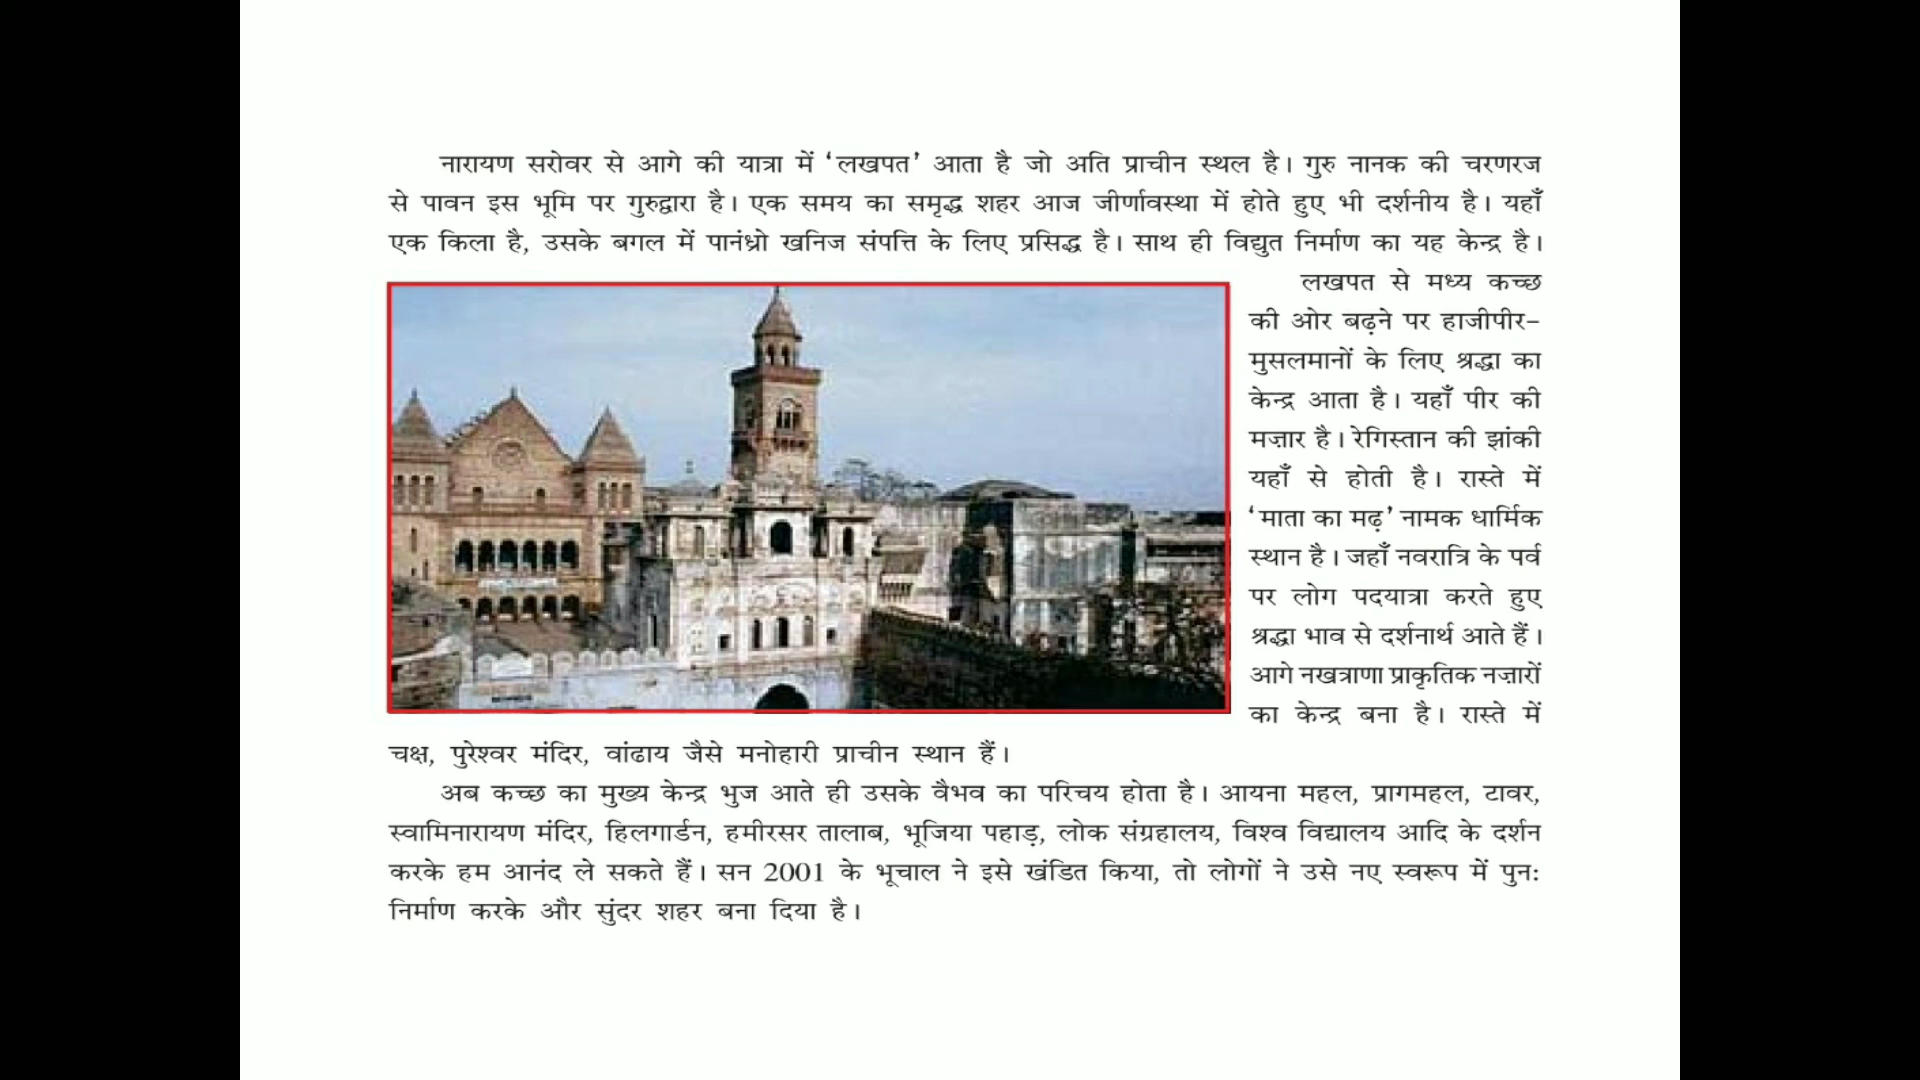 नारायण सरोवर से आगे की यात्रा में ‘लखपत’ आता है जो अति प्राचीन स्थल है। गुरु नानक की चरणरज
से पावन इस भूमि पर गुरुद्वारा है। एक समय का समृद्ध शहर आज जीर्णावस्था में होते हुए भी दर्शनीय है। यहाँ
एक किला है, उसके बगल में पानंध्रो खनिज संपत्ति के लिए प्रसिद्ध है। साथ ही विद्युत निर्माण का यह केन्द्र है।
लखपत से मध्य कच्छ
की ओर बढ़ने पर हाजीपीर–
मुसलमानों के लिए श्रद्धा का
केन्द्र आता है। यहाँ पीर की
मज़ार है। रेगिस्तान की झांकी
यहाँ से होती है। रास्ते में
‘माता का मढ़’ नामक धार्मिक
स्थान है। जहाँ नवरात्रि के पर्व
पर लोग पदयात्रा करते हुए
श्रद्धा भाव से दर्शनार्थ आते हैं।
आगे नखत्राणा प्राकृतिक नज़ारों
का केन्द्र बना है। रास्ते में
चक्ष, पुरेश्वर मंदिर, वांढाय जैसे मनोहारी प्राचीन स्थान हैं।
अब कच्छ का मुख्य केन्द्र भुज आते ही उसके वैभव का परिचय होता है। आयना महल, प्रागमहल, टावर,
स्वामिनारायण मंदिर, हिलगार्डन, हमीरसर तालाब, भूजिया पहाड़, लोक संग्रहालय, विश्व विद्यालय आदि के दर्शन
करके हम आनंद ले सकते हैं। सन 2001 के भूचाल ने इसे खंडित किया, तो लोगों ने उसे नए स्वरूप में पुनः
निर्माण करके और सुंदर शहर बना दिया है।